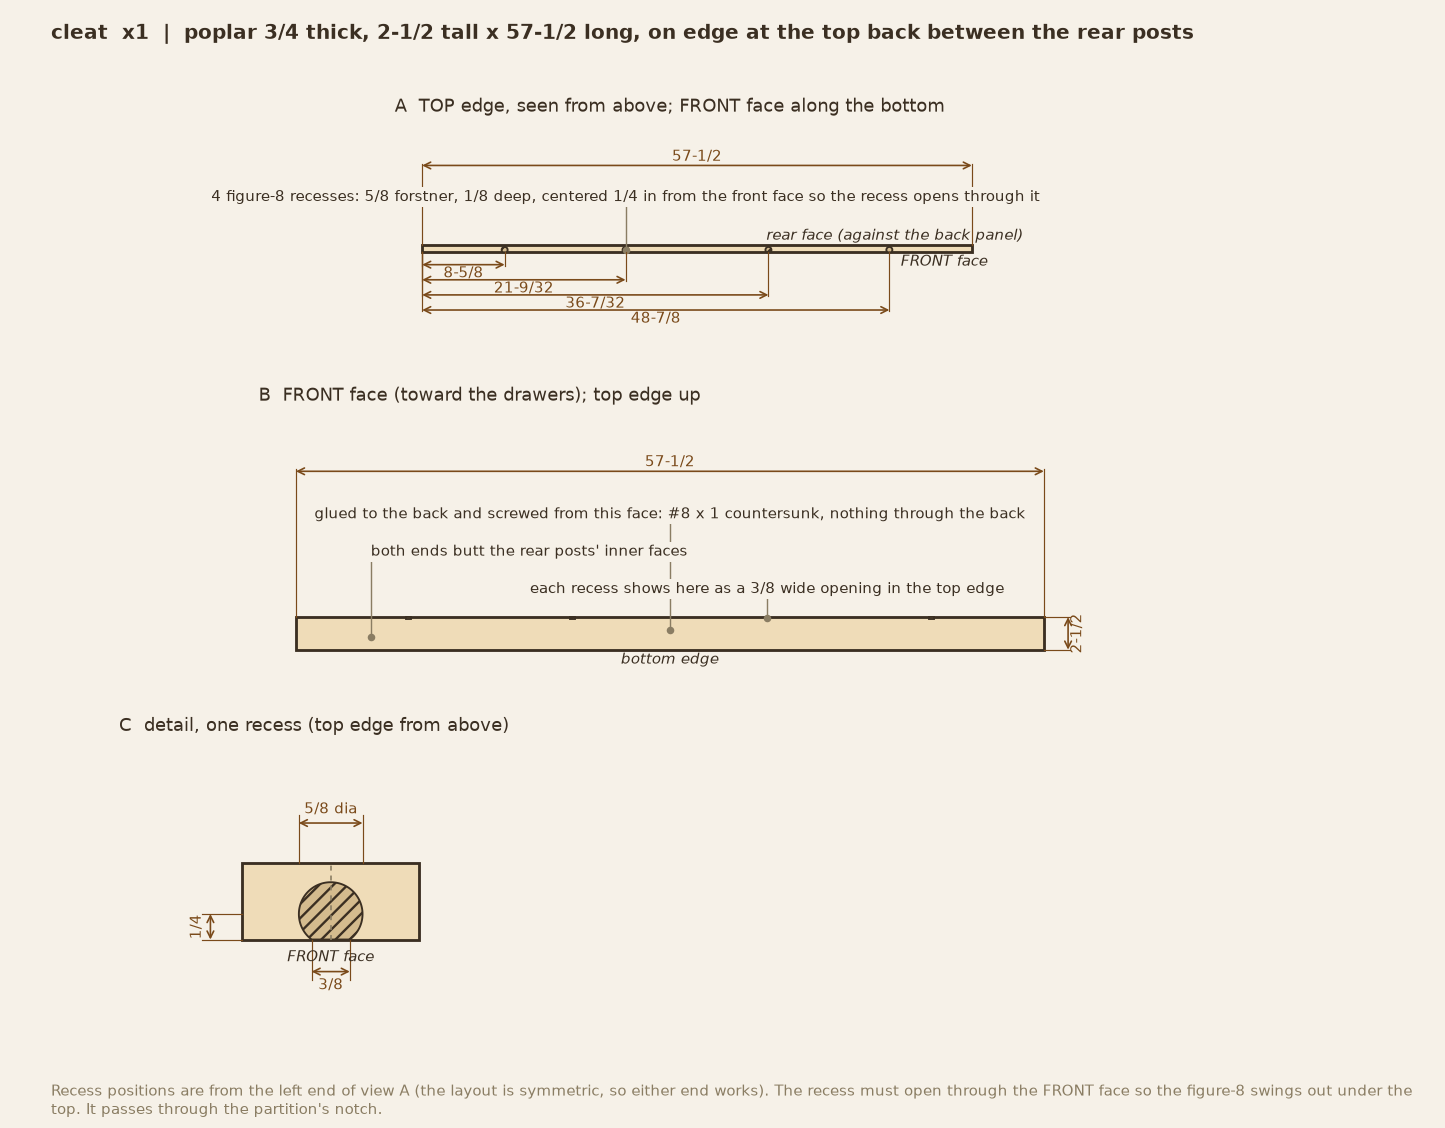 cleat x1 | poplar 3/4 thick, 2-1/2 tall x 57-1/2 long, on edge at the top back between the rear posts
A TOP edge, seen from above; FRONT face along the bottom
57-1/2
4 figure-8 recesses: 5/8 forstner, 1/8 deep, centered 1/4 in from the front face so the recess opens through it
rear face (against the back panel)
FRONT face
8-5/8
21-9/32
36-7/32
48-7/8
B FRONT face (toward the drawers); top edge up
57-1/2
glued to the back and screwed from this face: #8 x 1 countersunk, nothing through the back
both ends butt the rear posts' inner faces
each recess shows here as a 3/8 wide opening in the top edge
2-1/2
bottom edge
C detail, one recess (top edge from above)
5/8 dia
1/4
FRONT face
3/8
Recess positions are from the left end of view A (the layout is symmetric, so either end works). The recess must open through the FRONT face so the figure-8 swings out under the
top. It passes through the partition's notch.